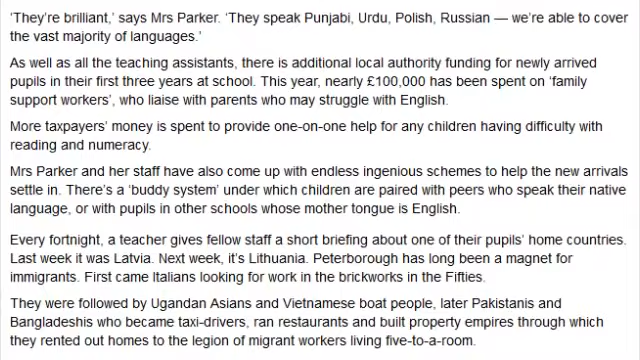 ‘They’re brilliant,’ says Mrs Parker. ‘They speak Punjabi, Urdu, Polish, Russian — we’re able to cover
the vast majority of languages.’
As well as all the teaching assistants, there is additional local authority funding for newly arrived
pupils in their first three years at school. This year, nearly £100,000 has been spent on ‘family
support workers’, who liaise with parents who may struggle with English.
More taxpayers’ money is spent to provide one-on-one help for any children having difficulty with
reading and numeracy.
Mrs Parker and her staff have also come up with endless ingenious schemes to help the new arrivals
settle in. There’s a ‘buddy system’ under which children are paired with peers who speak their native
language, or with pupils in other schools whose mother tongue is English.
Every fortnight, a teacher gives fellow staff a short briefing about one of their pupils’ home countries.
Last week it was Latvia. Next week, it’s Lithuania. Peterborough has long been a magnet for
immigrants. First came Italians looking for work in the brickworks in the Fifties.
They were followed by Ugandan Asians and Vietnamese boat people, later Pakistanis and
Bangladeshis who became taxi-drivers, ran restaurants and built property empires through which
they rented out homes to the legion of migrant workers living five-to-a-room.